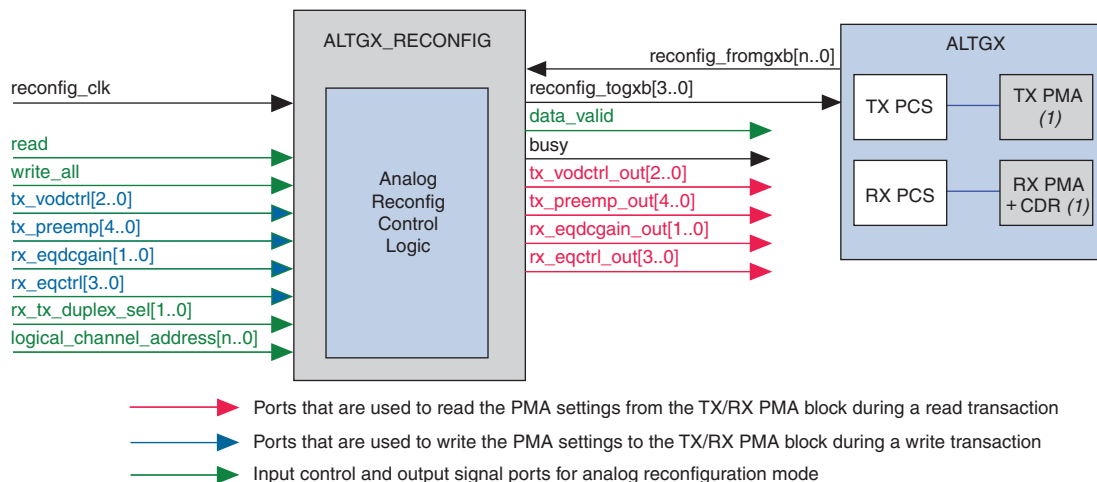 ALTGX_RECONFIG
ALTGX
reconfig_fromgxb[n..0]
reconfig_clk
reconfig_togxb[3..0]
TX PCS
TX PMA
(1)
data_valid
read
busy
write_all
tx_vodctrl_out[2..0]
tx_vodctrl[2..0]
tx_preemp_out[4..0]
tx_preemp[4..0]
rx_eqdcgain_out[1..0]
rx_eqdcgain[1..0]
rx_eqctrl_out[3..0]
rx_eqctrl[3..0]
rx_tx_duplex_sel[1..0]
logical_channel_address[n..0]
Analog
Reconfig
Control
Logic
RX PCS
RX PMA
+ CDR (1)
Ports that are used to read the PMA settings from the TX/RX PMA block during a read transaction
Ports that are used to write the PMA settings to the TX/RX PMA block during a write transaction
Input control and output signal ports for analog reconfiguration mode